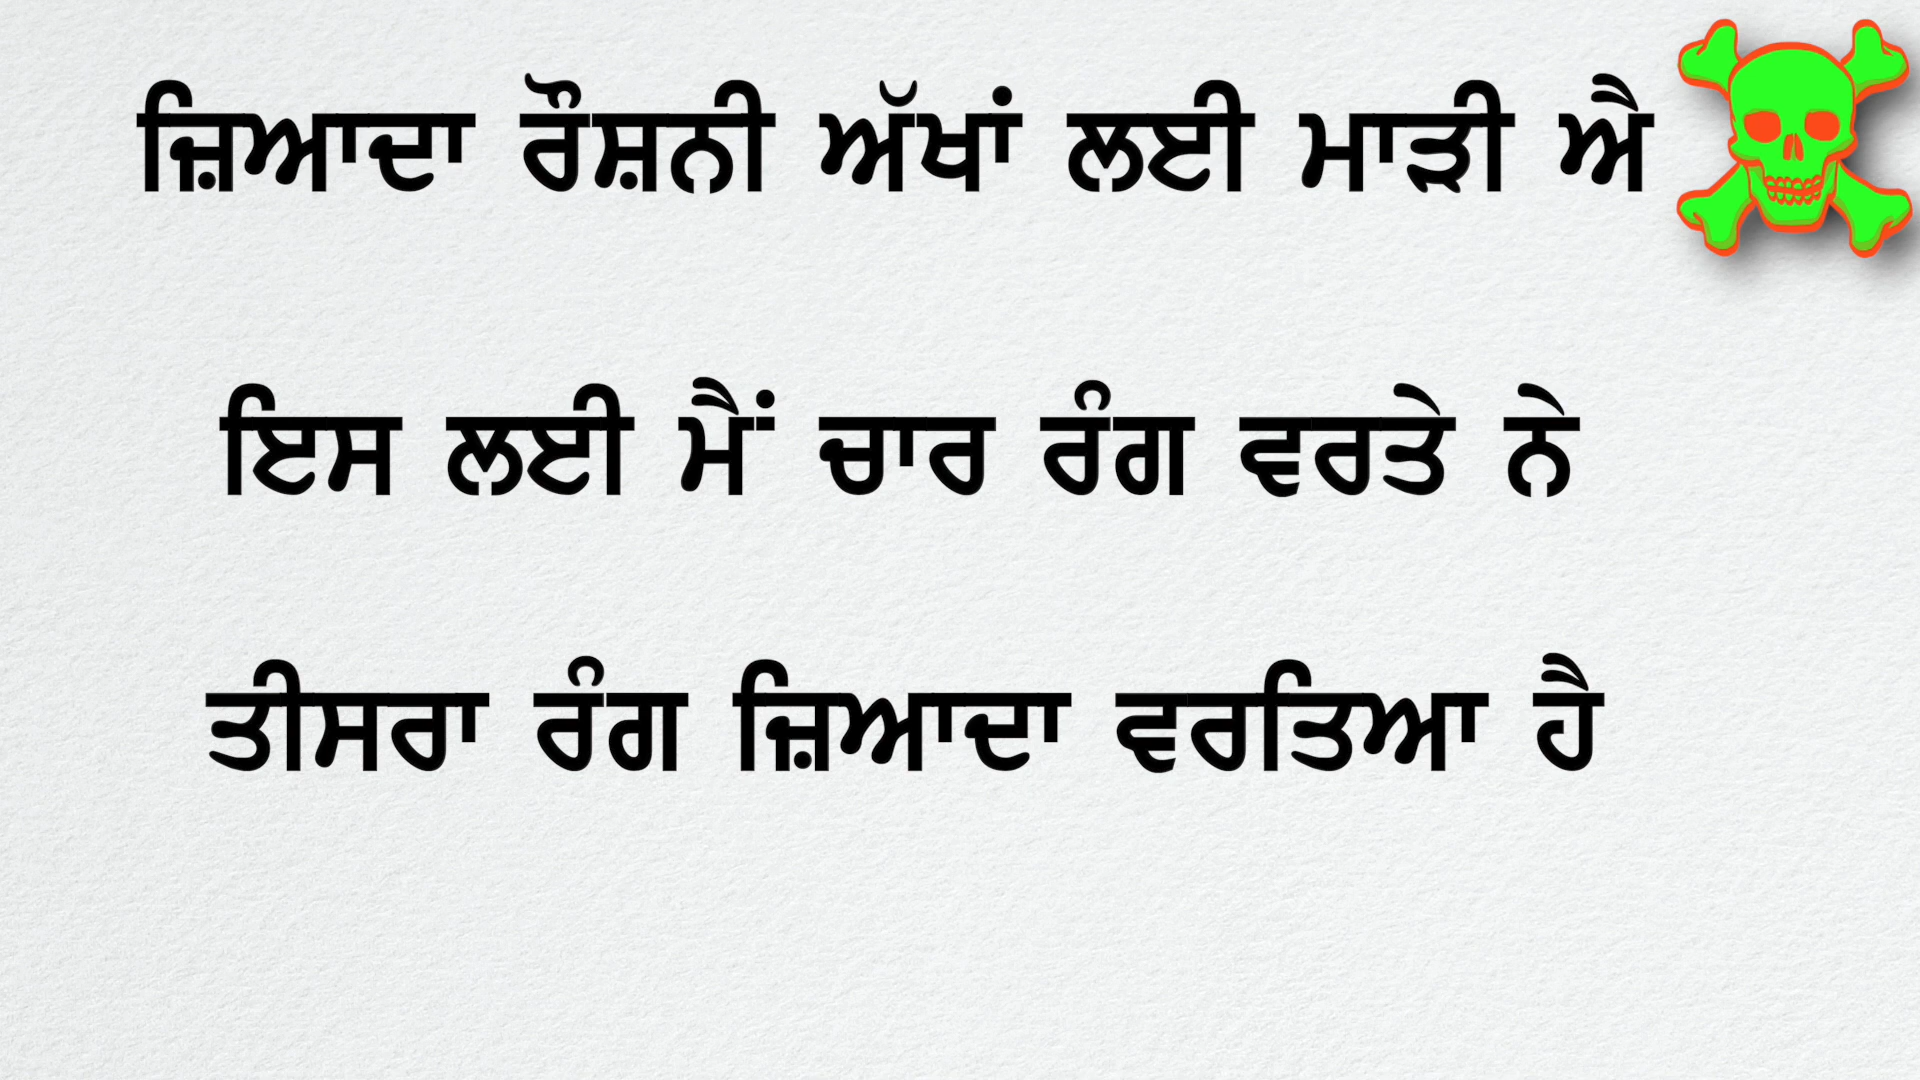 ਜ਼ਿਆਦਾ ਰੌਸ਼ਨੀ ਅੱਖਾਂ ਲਈ ਮਾੜੀ ਐ
ਇਸ ਲਈ ਮੈਂ ਚਾਰ ਰੰਗ ਵਰਤੇ ਨੇ
ਤੀਸਰਾ ਰੰਗ ਜ਼ਿਆਦਾ ਵਰਤਿਆ ਹੈ